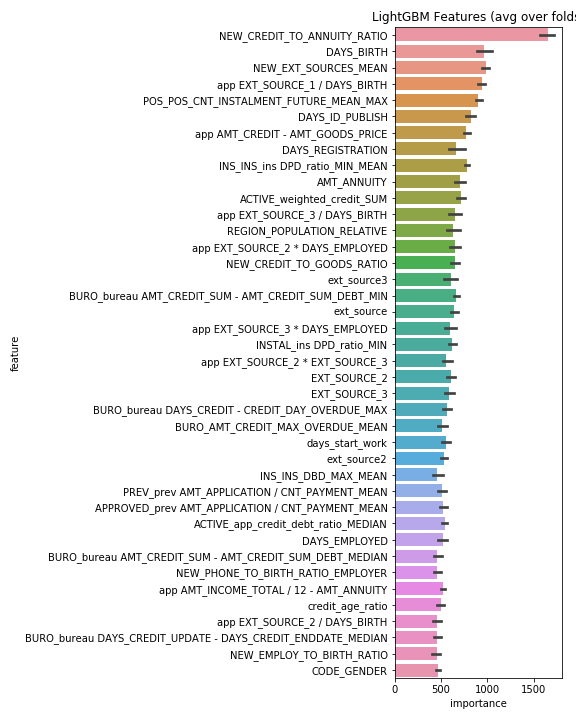 LightGBM Features (avg over folds
NEW_CREDIT_TO_ANNUITY_RATIO
DAYS_BIRTH
NEW_EXT_SOURCES_MEAN
app EXT_SOURCE_1 / DAYS_BIRTH
POS_POS_CNT_INSTALMENT_FUTURE_MEAN_MAX
DAYS_ID_PUBLISH
app AMT_CREDIT - AMT_GOODS_PRICE
DAYS_REGISTRATION
INS_INS_ins DPD_ratio_MIN_MEAN
AMT_ANNUITY
ACTIVE_weighted_credit_SUM
app EXT_SOURCE_3 / DAYS_BIRTH
REGION_POPULATION_RELATIVE
app EXT_SOURCE_2 * DAYS_EMPLOYED
NEW_CREDIT_TO_GOODS_RATIO
ext_source3
BURO_bureau AMT_CREDIT_SUM - AMT_CREDIT_SUM_DEBT_MIN
ext_source
app EXT_SOURCE_3 * DAYS_EMPLOYED
INSTAL_ins DPD_ratio_MIN
app EXT_SOURCE_2 * EXT_SOURCE_3
EXT_SOURCE_2
EXT_SOURCE_3
BURO_bureau DAYS_CREDIT - CREDIT_DAY_OVERDUE_MAX
BURO_AMT_CREDIT_MAX_OVERDUE_MEAN
days_start_work
ext_source2
INS_INS_DBD_MAX_MEAN
PREV_prev AMT_APPLICATION / CNT_PAYMENT_MEAN
APPROVED_prev AMT_APPLICATION / CNT_PAYMENT_MEAN
ACTIVE_app_credit_debt_ratio_MEDIAN
DAYS_EMPLOYED
BURO_bureau AMT_CREDIT_SUM - AMT_CREDIT_SUM_DEBT_MEDIAN
NEW_PHONE_TO_BIRTH_RATIO_EMPLOYER
app AMT_INCOME_TOTAL / 12 - AMT_ANNUITY
credit_age_ratio
app EXT_SOURCE_2 / DAYS_BIRTH
BURO_bureau DAYS_CREDIT_UPDATE - DAYS_CREDIT_ENDDATE_MEDIAN
NEW_EMPLOY_TO_BIRTH_RATIO
CODE_GENDER
feature
0 500 1000 1500
importance